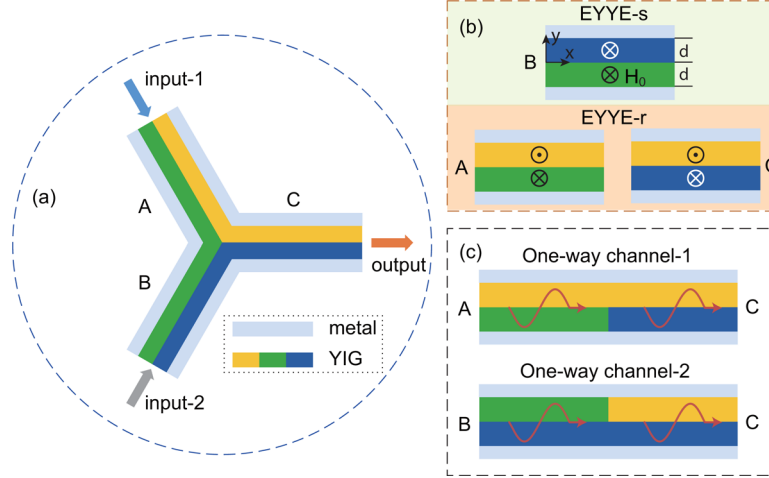 (a)
input-1
A
C
B
output
input-2
metal
YIG
(b)
EYYE-s
y
x
B
d
d
H₀
EYYE-r
A
C
(c)
One-way channel-1
A
C
One-way channel-2
B
C